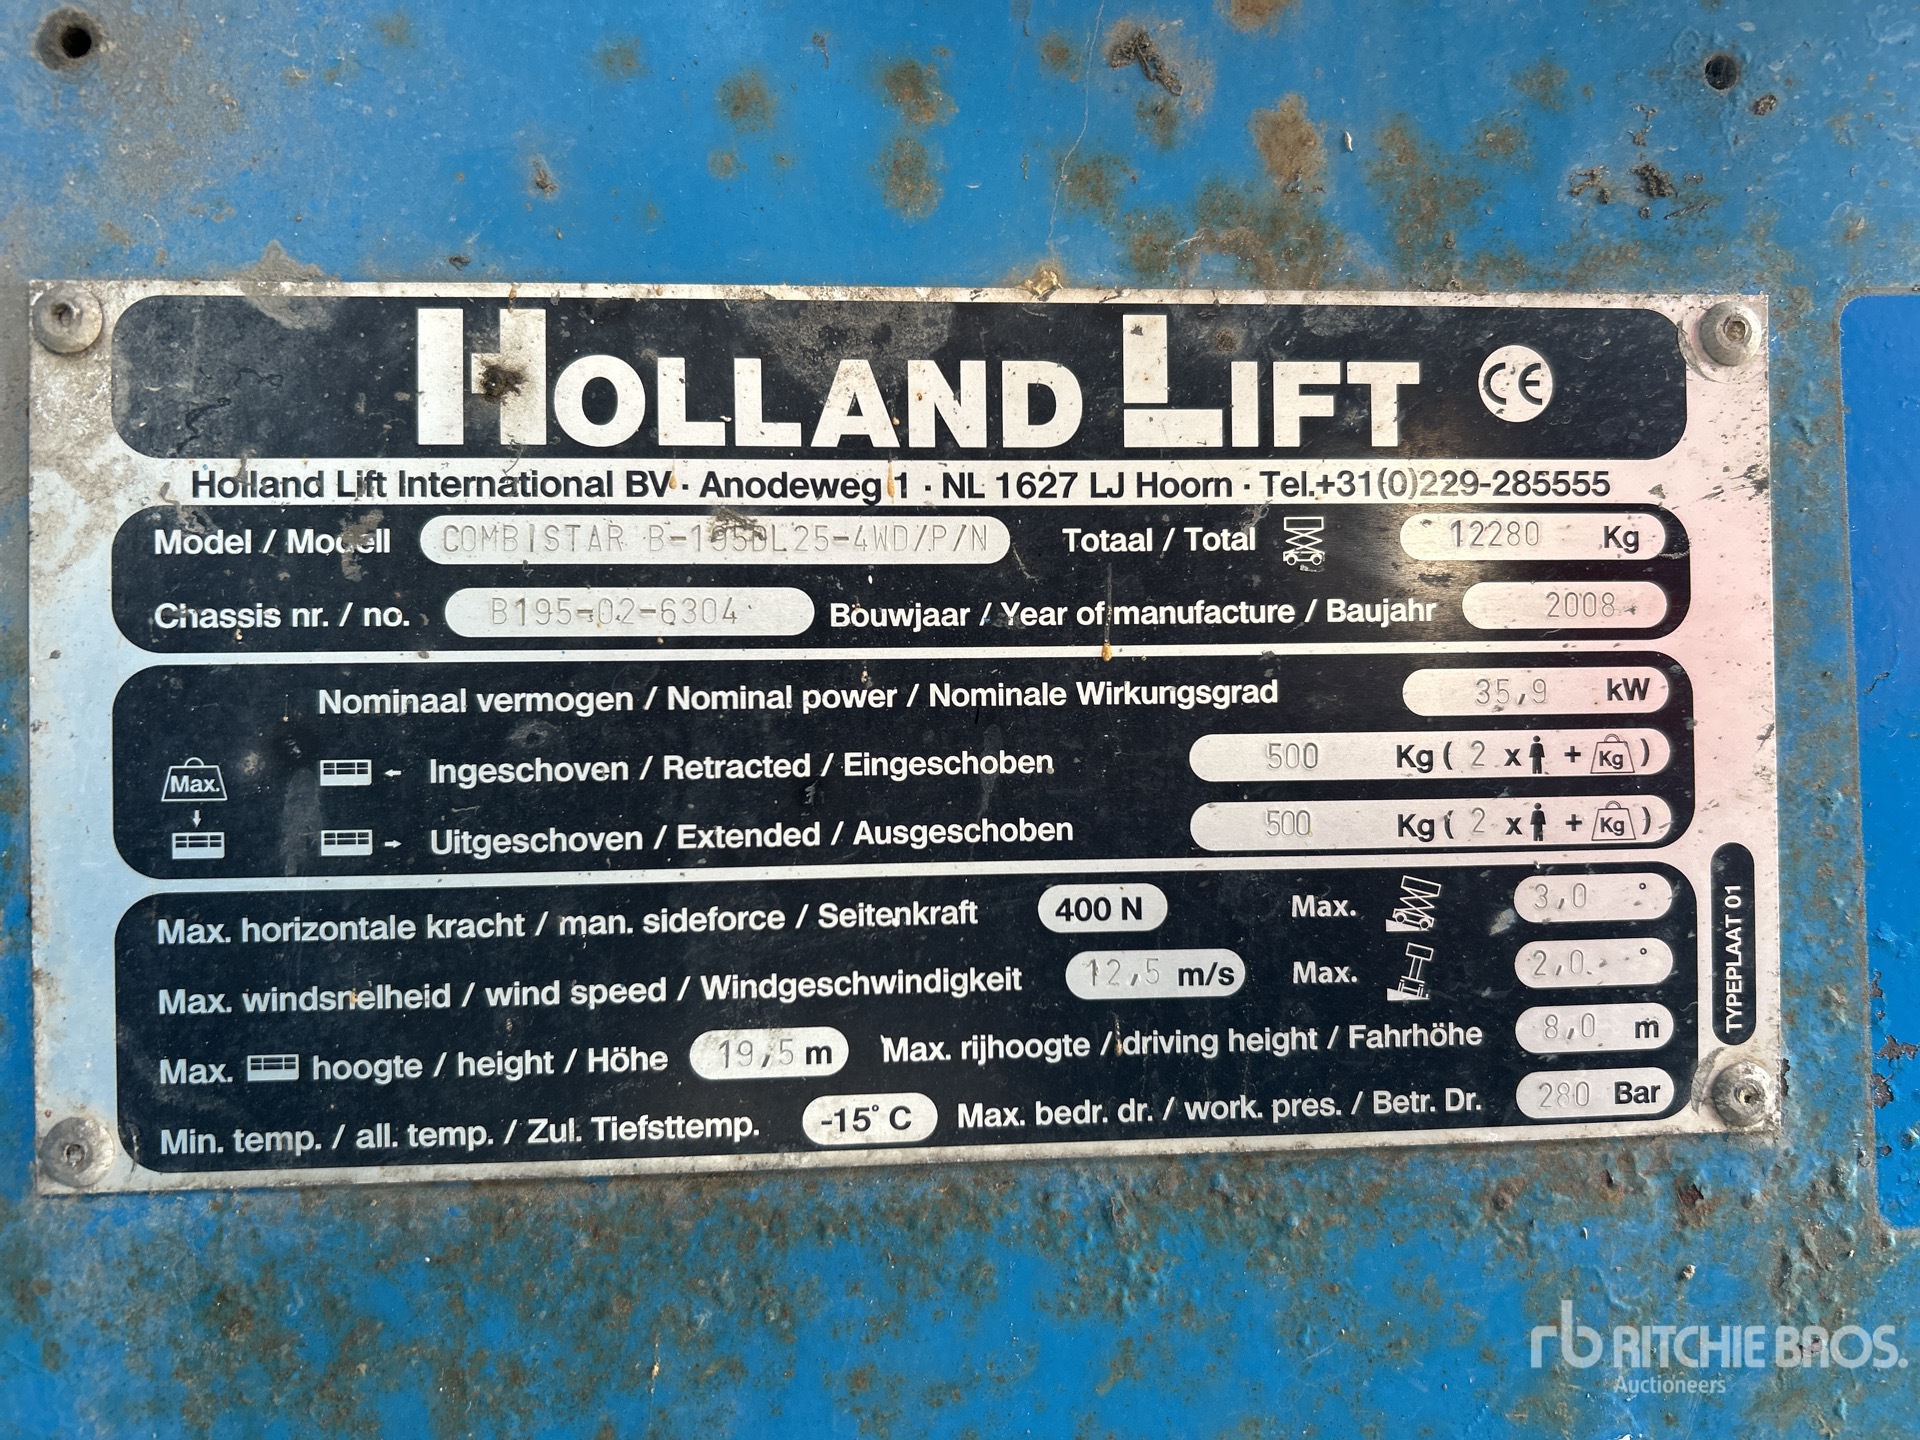 HOLLAND LIFT CE
Holland Lift International BV · Anodeweg 1 · NL 1627 LJ Hoorn · Tel.+31(0)229-285555
Model / Modell COMBISTAR B-195DL25-4WD/P/N Totaal / Total 12280 Kg
Chassis nr. / no. B195-02-6304 Bouwjaar / Year of manufacture / Baujahr 2008
Nominaal vermogen / Nominal power / Nominale Wirkungsgrad 35,9 kW
Max. Ingeschoven / Retracted / Eingeschoben 500 Kg ( 2 x + Kg )
Uitgeschoven / Extended / Ausgeschoben 500 Kg ( 2 x + Kg )
Max. horizontale kracht / man. sideforce / Seitenkraft 400 N Max. 3,0 °
Max. windsnelheid / wind speed / Windgeschwindigkeit 12,5 m/s Max. 2,0 °
Max. hoogte / height / Höhe 19,5 m Max. rijhoogte / driving height / Fahrhöhe 8,0 m
Min. temp. / all. temp. / Zul. Tiefsttemp. -15° C Max. bedr. dr. / work. pres. / Betr. Dr. 280 Bar
TYPEPLAAT 01
rb RITCHIE BROS.
Auctioneers